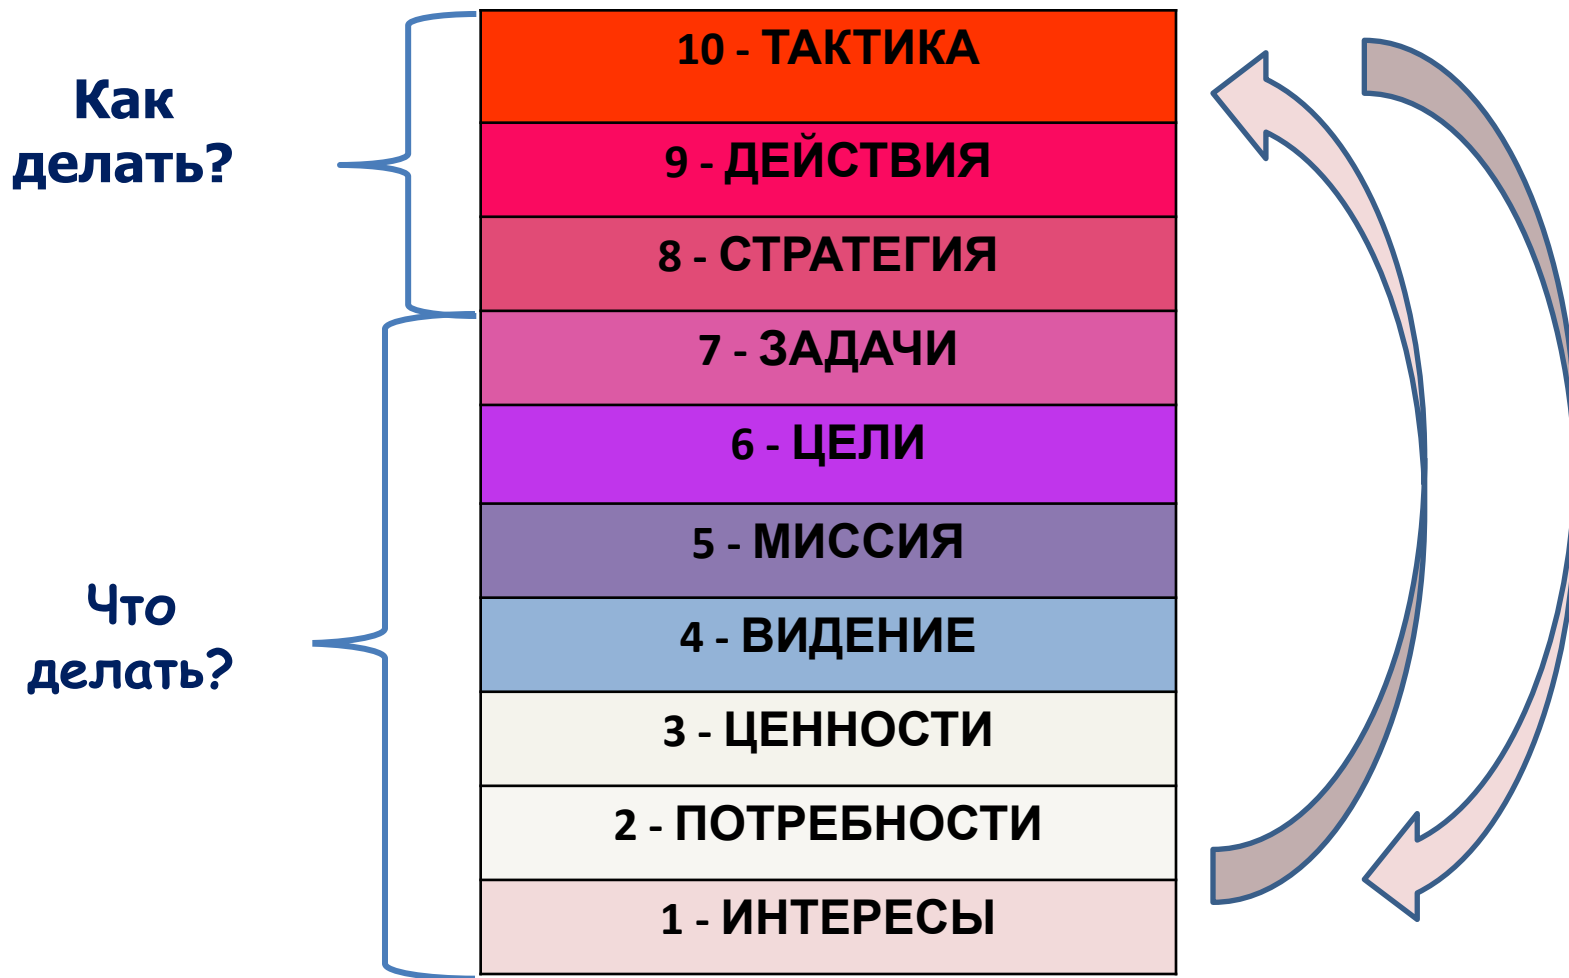 Как
делать?
10 - ТАКТИКА
9 - ДЕЙСТВИЯ
8 - СТРАТЕГИЯ
7 - ЗАДАЧИ
6 - ЦЕЛИ
5 - МИССИЯ
Что
делать?
4 - ВИДЕНИЕ
3 - ЦЕННОСТИ
2 - ПОТРЕБНОСТИ
1 - ИНТЕРЕСЫ